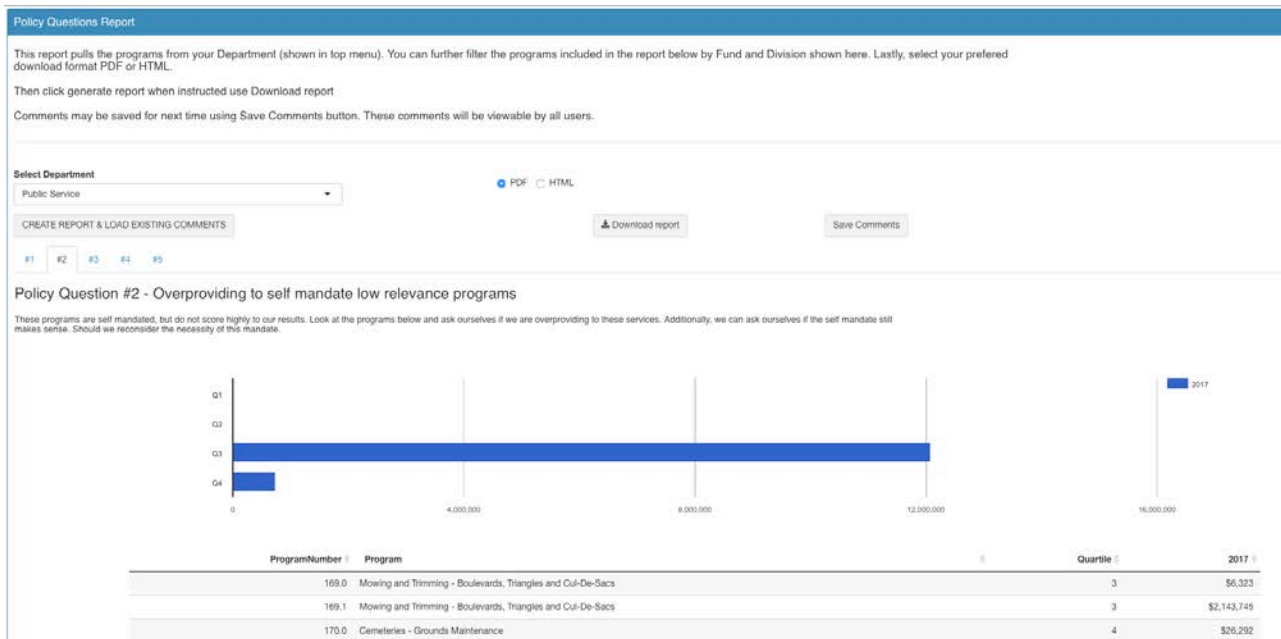 Policy Questions Report
This report pulls the programs from your Department (shown in top menu). You can further filter the programs included in the report below by Fund and Division shown here. Lastly, select your prefered
download format PDF or HTML.
Then click generate report when instructed use Download report
Comments may be saved for next time using Save Comments button. These comments will be viewable by all users.
Select Department
Public Service
PDF HTML
CREATE REPORT & LOAD EXISTING COMMENTS Download report Save Comments
#1 #2 #3 #4 #5
Policy Question #2 - Overproviding to self mandate low relevance programs
These programs are self mandated, but do not score highly to our results. Look at the programs below and ask ourselves if we are overproviding to these services. Additionally, we can ask ourselves if the self mandate still
makes sense. Should we reconsider the necessity of this mandate.
2017
Q1
Q2
Q3
Q4
0 4,000,000 8,000,000 12,000,000 16,000,000
ProgramNumber Program Quartile 2017
169.0 Mowing and Trimming - Boulevards, Triangles and Cul-De-Sacs 3 $6,323
169.1 Mowing and Trimming - Boulevards, Triangles and Cul-De-Sacs 3 $2,143,745
170.0 Cemeteries - Grounds Maintenance 4 $26,292